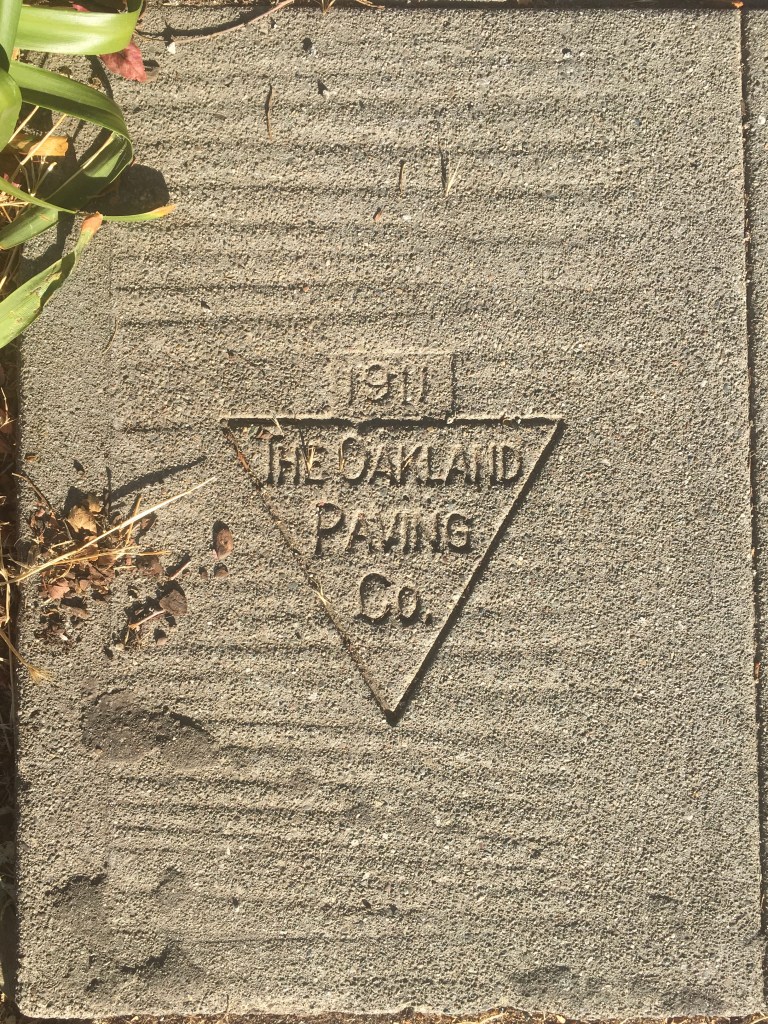 1911
THE OAKLAND
PAVING
CO.